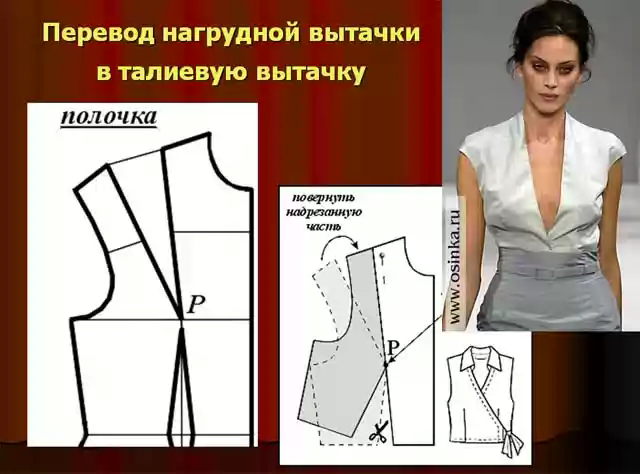 Перевод нагрудной вытачки
в талиевую вытачку
полочка
P
повернуть
надрезанную
часть
P
www.osinka.ru